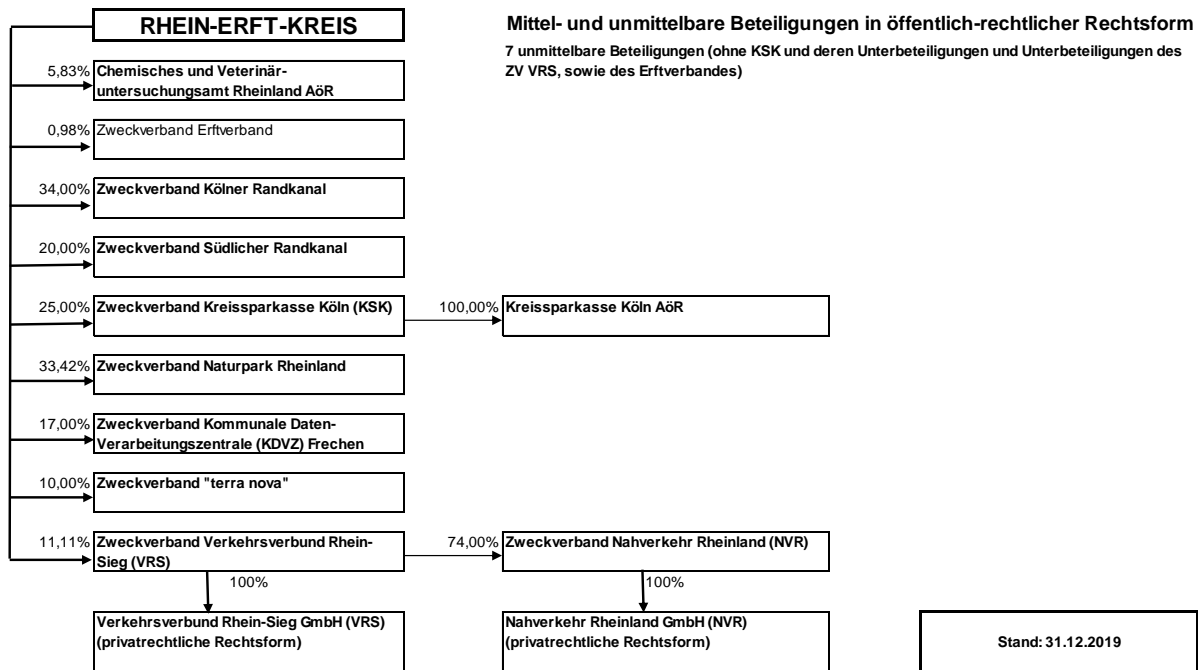 RHEIN-ERFT-KREIS
Mittel- und unmittelbare Beteiligungen in öffentlich-rechtlicher Rechtsform
7 unmittelbare Beteiligungen (ohne KSK und deren Unterbeteiligungen und Unterbeteiligungen des
ZV VRS, sowie des Erftverbandes)
5,83% Chemisches und Veterinär-
untersuchungsamt Rheinland AöR
0,98% Zweckverband Erftverband
34,00% Zweckverband Kölner Randkanal
20,00% Zweckverband Südlicher Randkanal
25,00% Zweckverband Kreissparkasse Köln (KSK)
100,00% Kreissparkasse Köln AöR
33,42% Zweckverband Naturpark Rheinland
17,00% Zweckverband Kommunale Daten-
Verarbeitungszentrale (KDVZ) Frechen
10,00% Zweckverband "terra nova"
11,11% Zweckverband Verkehrsverbund Rhein-
Sieg (VRS)
74,00% Zweckverband Nahverkehr Rheinland (NVR)
100%
100%
Verkehrsverbund Rhein-Sieg GmbH (VRS)
(privatrechtliche Rechtsform)
Nahverkehr Rheinland GmbH (NVR)
(privatrechtliche Rechtsform)
Stand: 31.12.2019